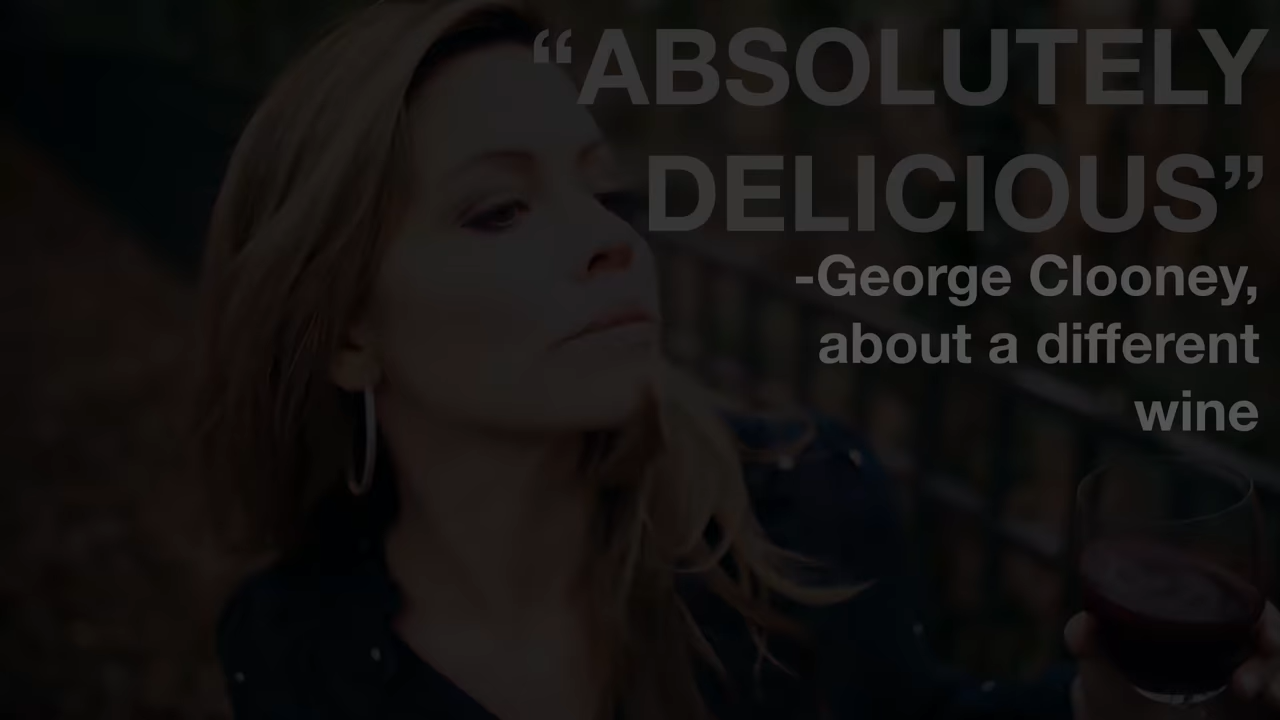 “ABSOLUTELY
DELICIOUS”
-George Clooney,
about a different
wine